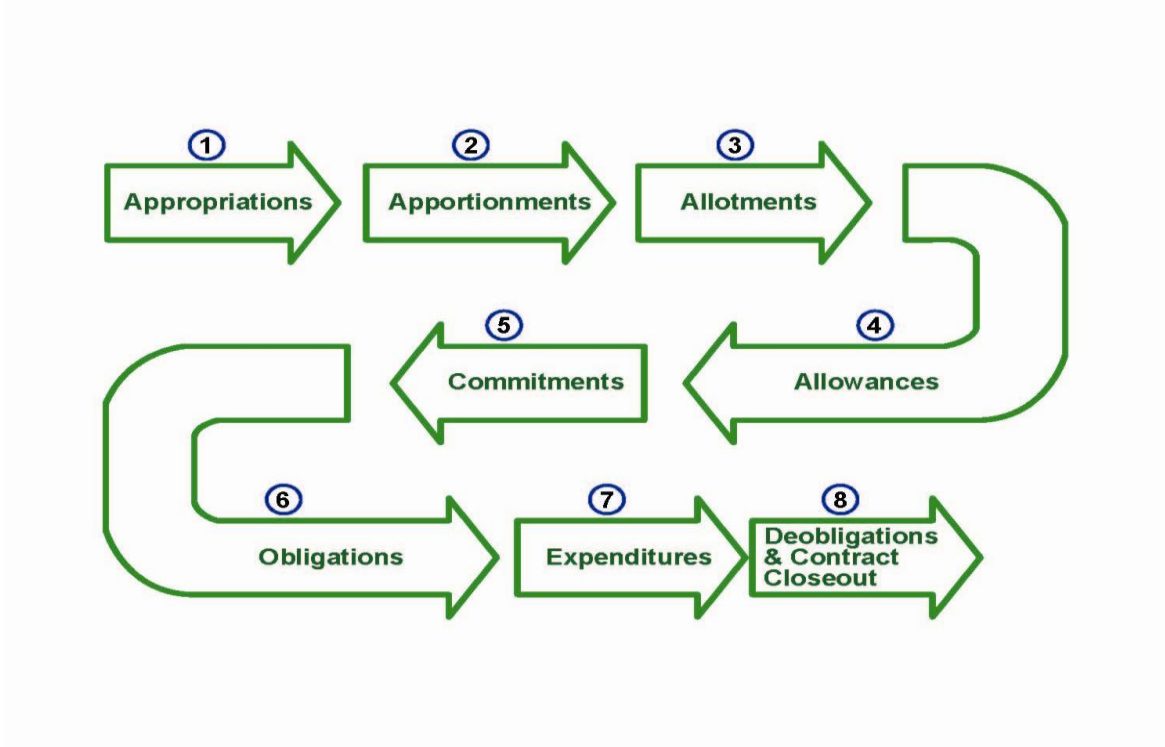 1
Appropriations
2
Apportionments
3
Allotments
4
Allowances
5
Commitments
6
Obligations
7
Expenditures
8
Deobligations
& Contract
Closeout